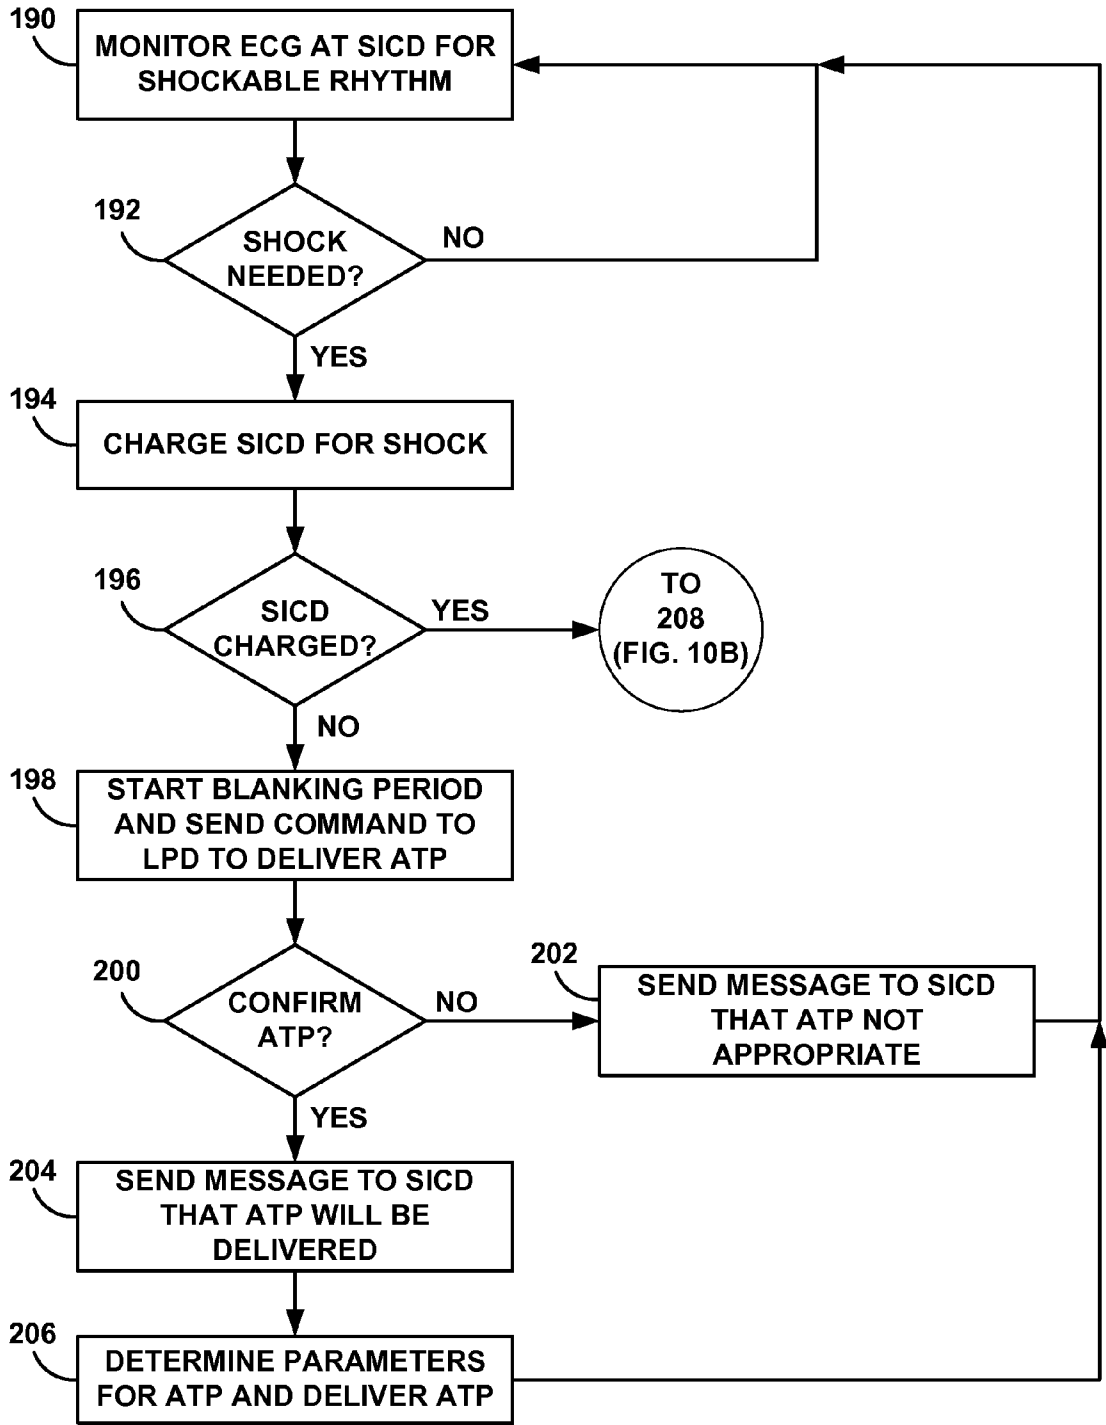 190
MONITOR ECG AT SICD FOR
SHOCKABLE RHYTHM
192
SHOCK
NEEDED?
NO
YES
194
CHARGE SICD FOR SHOCK
196
SICD
CHARGED?
YES
TO
208
(FIG. 10B)
NO
198
START BLANKING PERIOD
AND SEND COMMAND TO
LPD TO DELIVER ATP
200
CONFIRM
ATP?
NO
202
SEND MESSAGE TO SICD
THAT ATP NOT
APPROPRIATE
YES
204
SEND MESSAGE TO SICD
THAT ATP WILL BE
DELIVERED
206
DETERMINE PARAMETERS
FOR ATP AND DELIVER ATP